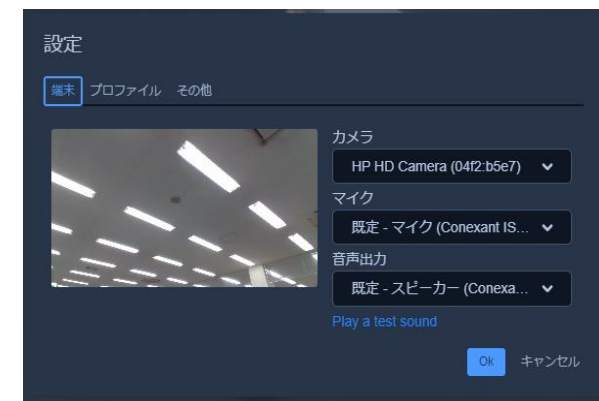 設定
端末 プロファイル その他
カメラ
HP HD Camera (04f2:b5e7)
マイク
既定 - マイク (Conexant IS...
音声出力
既定 - スピーカー (Conexa...
Play a test sound
Ok キャンセル